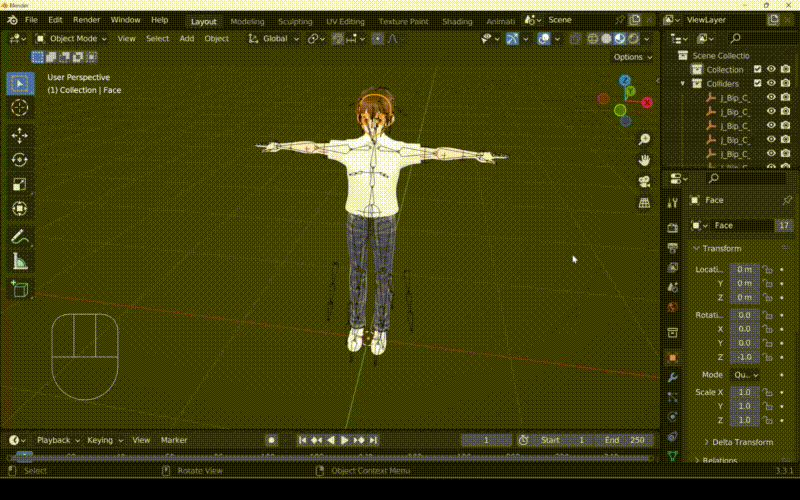 Blender
File Edit Render Window Help Layout Modeling Sculpting UV Editing Texture Paint Shading Animati Scene ViewLayer
Object Mode View Select Add Object Global
Options
User Perspective
(1) Collection | Face
Scene Collectio
Collection
Colliders
J_Bip_C_
J_Bip_C_
J_Bip_C_
J_Bip_C_
J_Bip_C_
Z
Y
X
Face
Face 17
Transform
Locati.. 0 m
Y 0 m
Z 0 m
Rotati.. 0.0
X 0.0
Y 0.0
Z -1.0
Mode Qu..
Scale X 1.0
Y 1.0
Z 1.0
Delta Transform
Relations
Playback Keying View Marker 1 Start 1 End 250
Select Rotate View Object Context Menu 3.3.1